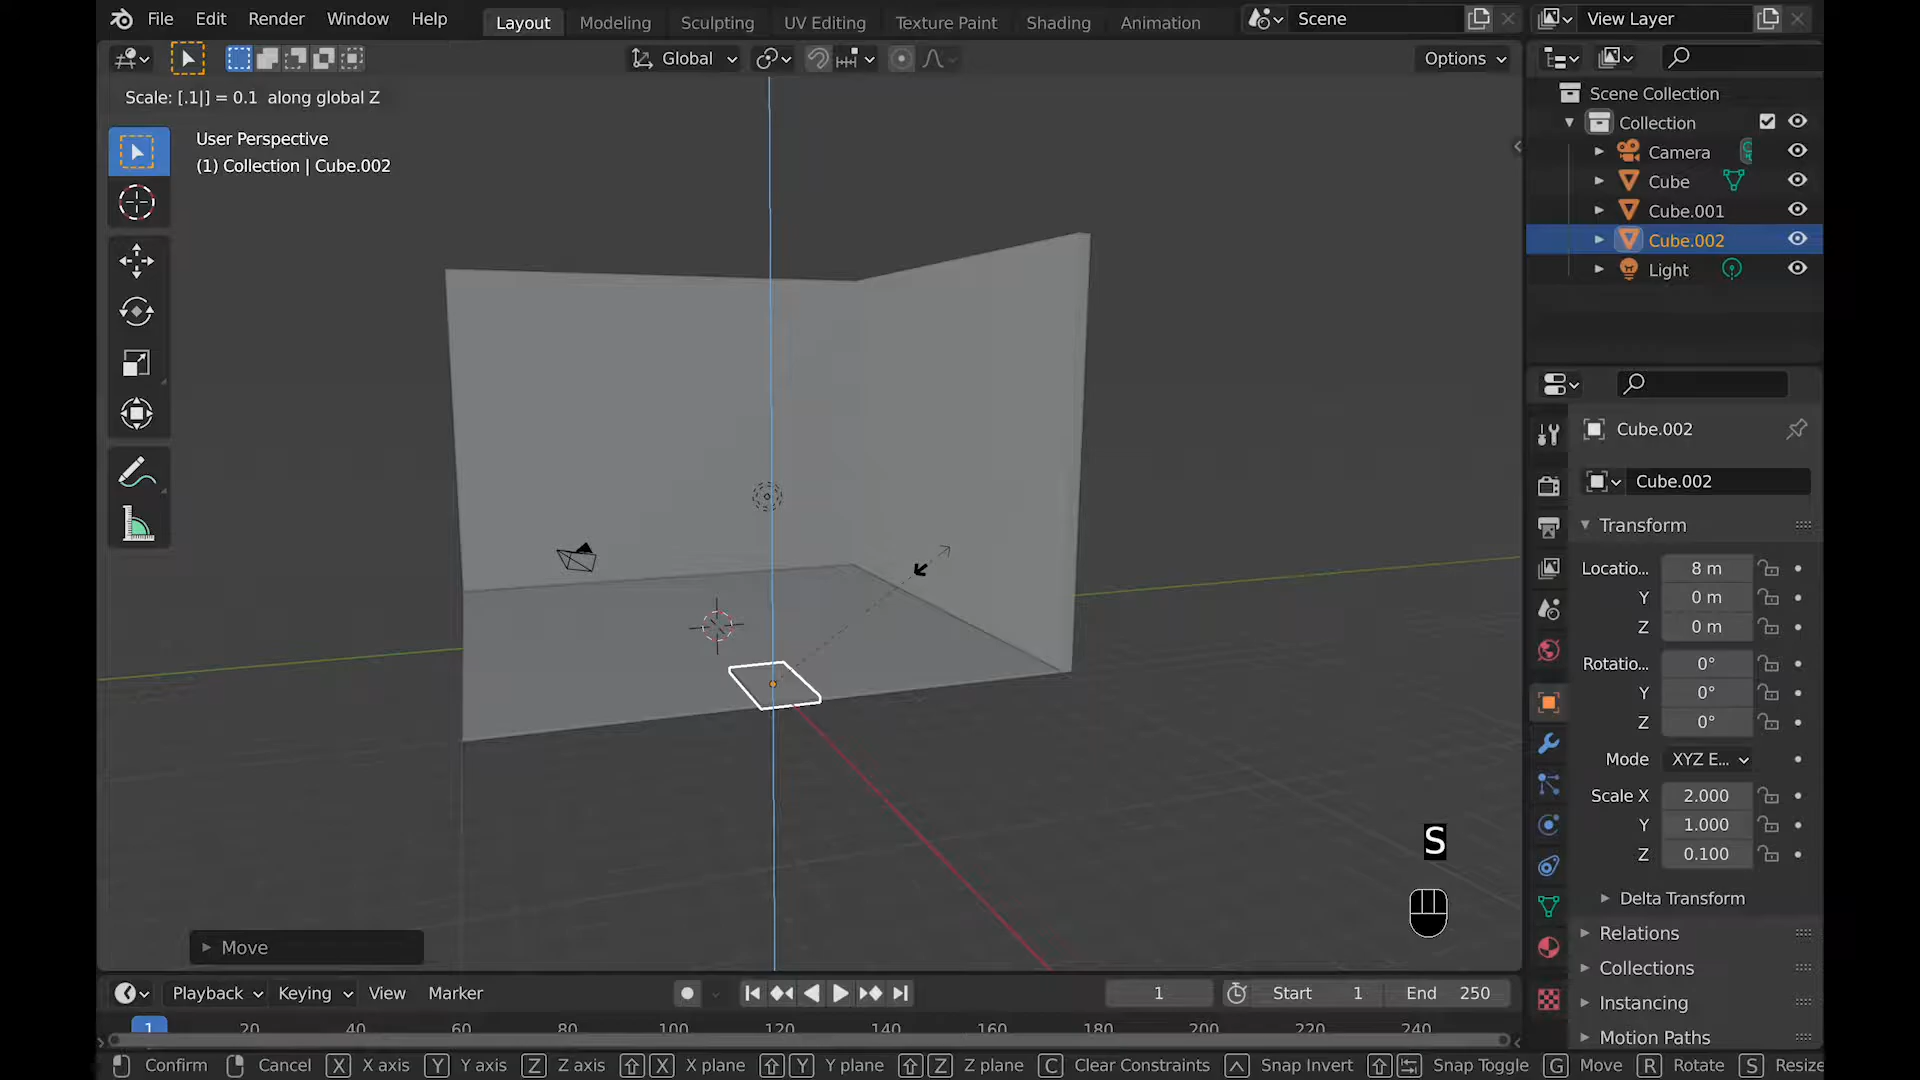 File Edit Render Window Help Layout Modeling Sculpting UV Editing Texture Paint Shading Animation Scene View Layer
Global Options
Scale: [.1|] = 0.1 along global Z
User Perspective
(1) Collection | Cube.002
Scene Collection
Collection
Camera
Cube
Cube.001
Cube.002
Light
Cube.002
Cube.002
Transform
Locatio... 8 m
Y 0 m
Z 0 m
Rotatio... 0°
Y 0°
Z 0°
Mode XYZ E...
Scale X 2.000
Y 1.000
Z 0.100
Delta Transform
Relations
Collections
Instancing
Motion Paths
S
Move
Playback Keying View Marker 1 Start 1 End 250
1 20 40 60 80 100 120 140 160 180 200 220 240
Confirm Cancel X X axis Y Y axis Z Z axis X X plane Y Y plane Z Z plane C Clear Constraints Snap Invert Snap Toggle G Move R Rotate S Resize